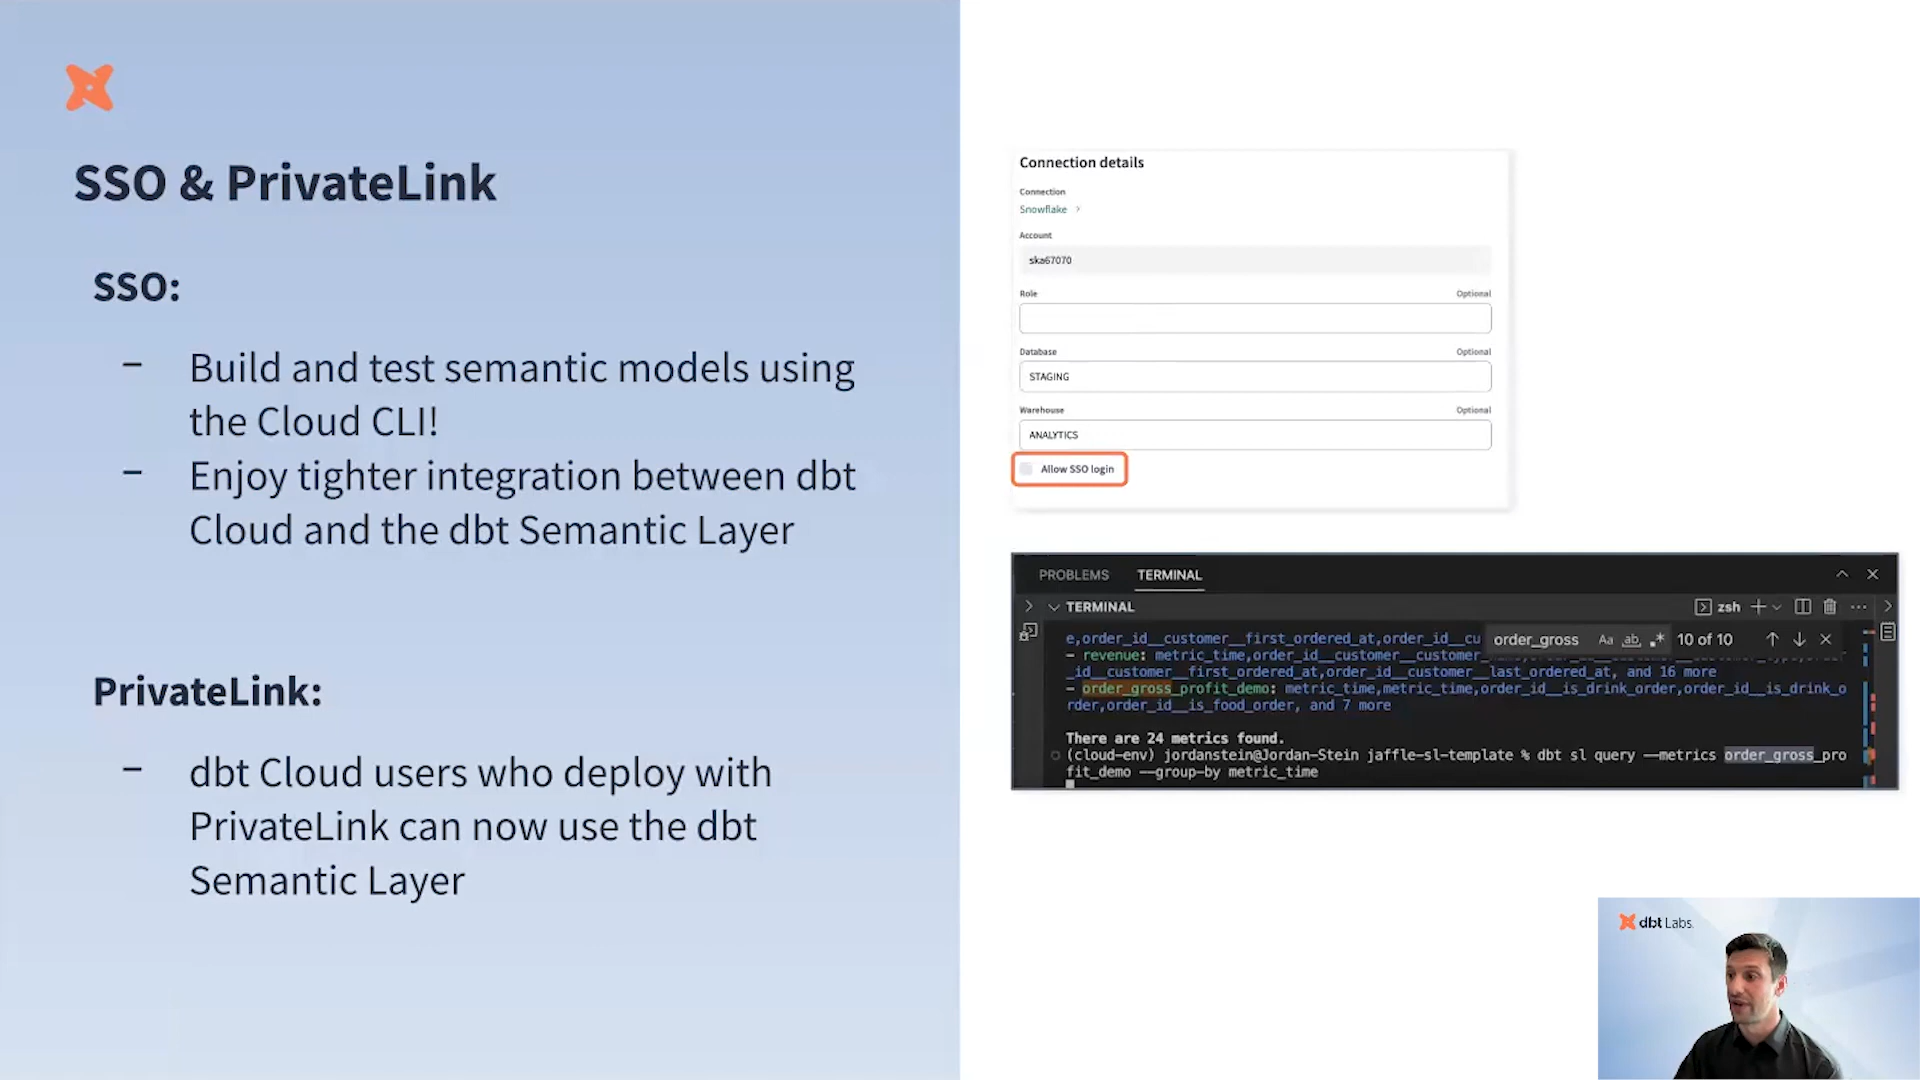 SSO & PrivateLink
SSO:
– Build and test semantic models using
the Cloud CLI!
– Enjoy tighter integration between dbt
Cloud and the dbt Semantic Layer
PrivateLink:
– dbt Cloud users who deploy with
PrivateLink can now use the dbt
Semantic Layer
Connection details
Connection
Snowflake >
Account
ska67070
Role Optional
Database Optional
STAGING
Warehouse Optional
ANALYTICS
Allow SSO login
PROBLEMS TERMINAL
TERMINAL zsh
order_gross Aa ab 10 of 10
e,order_id__customer__first_ordered_at,order_id__cu
- revenue: metric_time,order_id__customer__customer_
_id__customer__first_ordered_at,order_id__customer__last_ordered_at, and 16 more
- order_gross_profit_demo: metric_time,metric_time,order_id__is_drink_order,order_id__is_drink_o
rder,order_id__is_food_order, and 7 more
There are 24 metrics found.
(cloud-env) jordanstein@Jordan-Stein jaffle-sl-template % dbt sl query --metrics order_gross_pro
fit_demo --group-by metric_time
dbt Labs